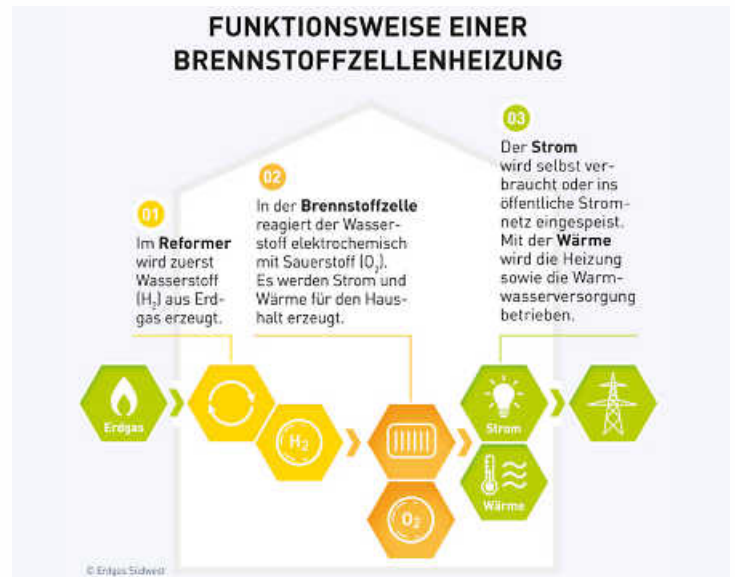 FUNKTIONSWEISE EINER
BRENNSTOFFZELLENHEIZUNG
01
Im Reformer
wird zuerst
Wasserstoff
(H₂) aus Erd-
gas erzeugt.
02
In der Brennstoffzelle
reagiert der Wasser-
stoff elektrochemisch
mit Sauerstoff (O₂).
Es werden Strom und
Wärme für den Haus-
halt erzeugt.
03
Der Strom
wird selbst ver-
braucht oder ins
öffentliche Strom-
netz eingespeist.
Mit der Wärme
wird die Heizung
sowie die Warm-
wasserversorgung
betrieben.
Erdgas
H₂
O₂
Strom
Wärme
© Erdgas Südwest